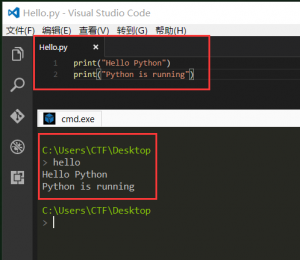 Hello.py - Visual Studio Code
文件(F) 编辑(E) 查看(V) 转到(G) 帮助(H)
Hello.py ×
1 print("Hello Python")
2 print("Python is running")
cmd.exe
C:\Users\CTF\Desktop
> hello
Hello Python
Python is running
C:\Users\CTF\Desktop
>